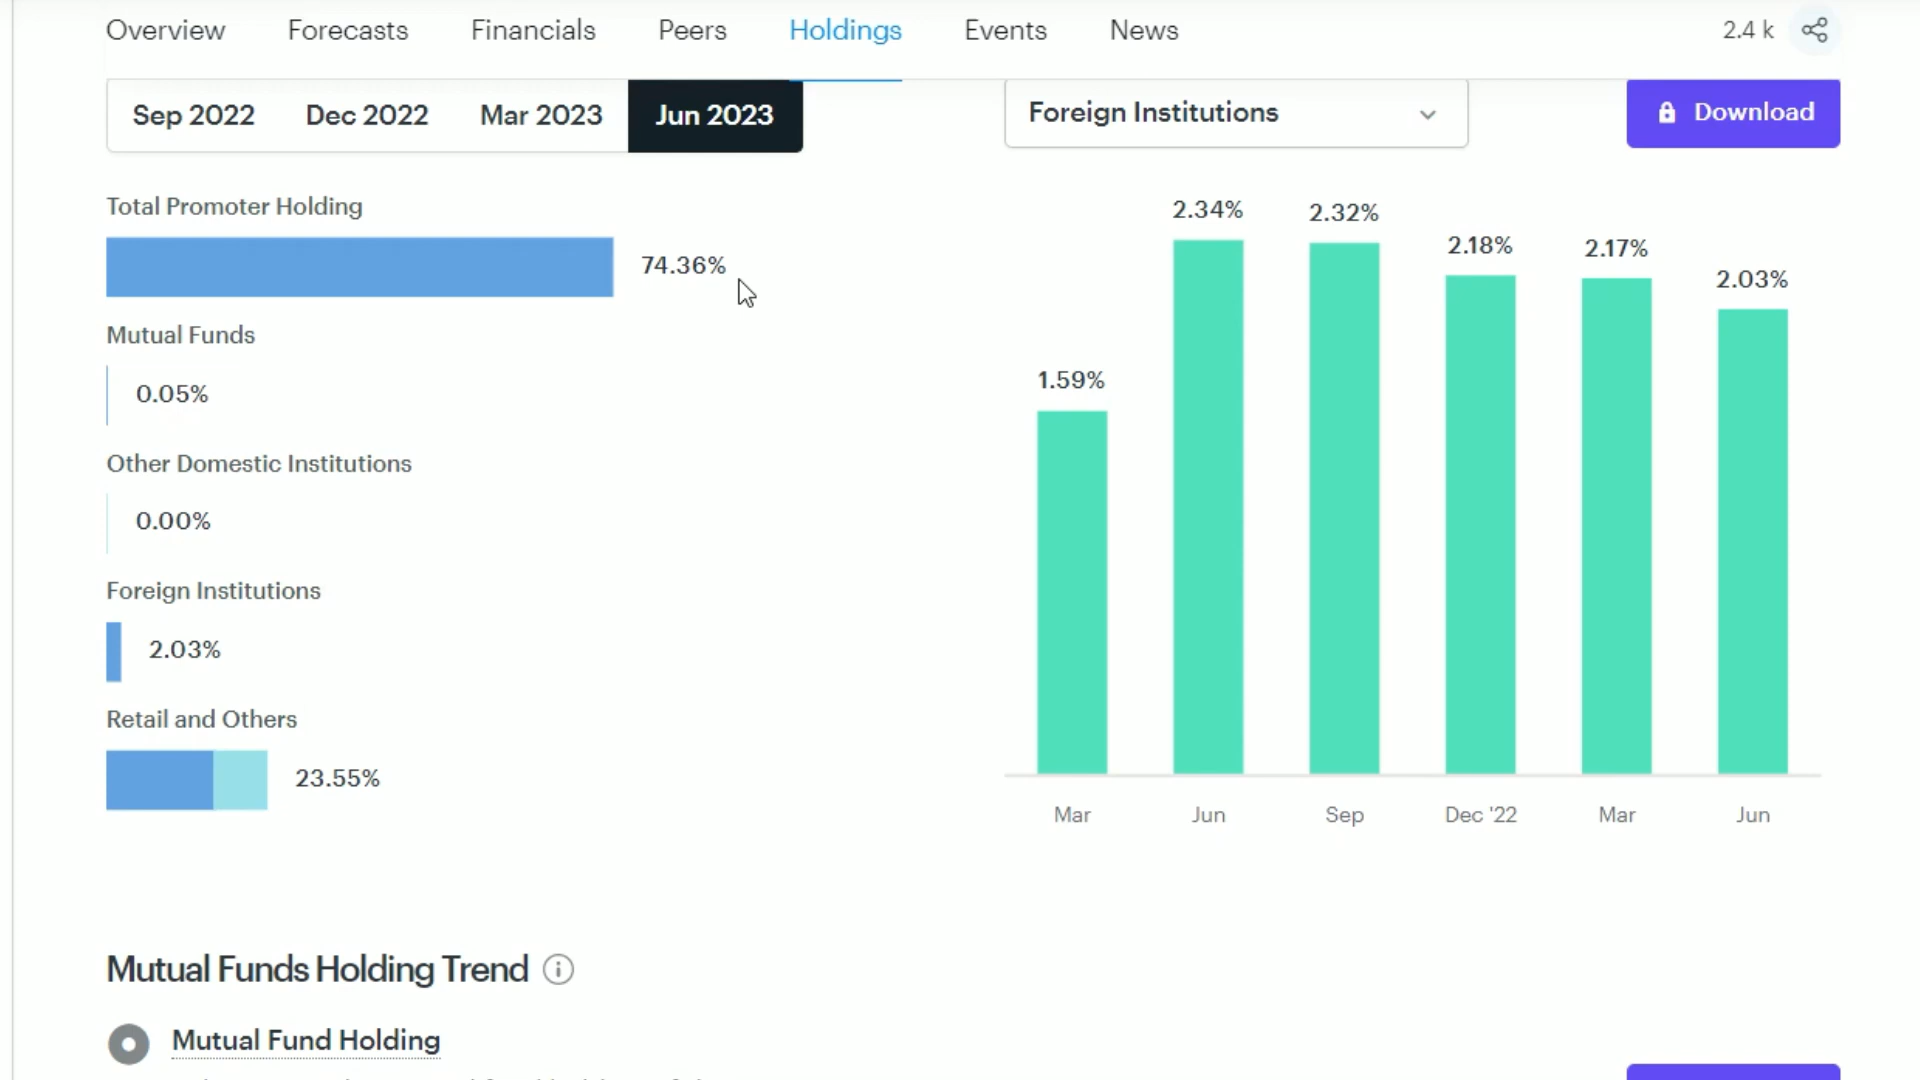 Overview Forecasts Financials Peers Holdings Events News 2.4 k
Sep 2022 Dec 2022 Mar 2023 Jun 2023
Foreign Institutions
Download
Total Promoter Holding
74.36%
Mutual Funds
0.05%
Other Domestic Institutions
0.00%
Foreign Institutions
2.03%
Retail and Others
23.55%
1.59% 2.34% 2.32% 2.18% 2.17% 2.03%
Mar Jun Sep Dec '22 Mar Jun
Mutual Funds Holding Trend
Mutual Fund Holding